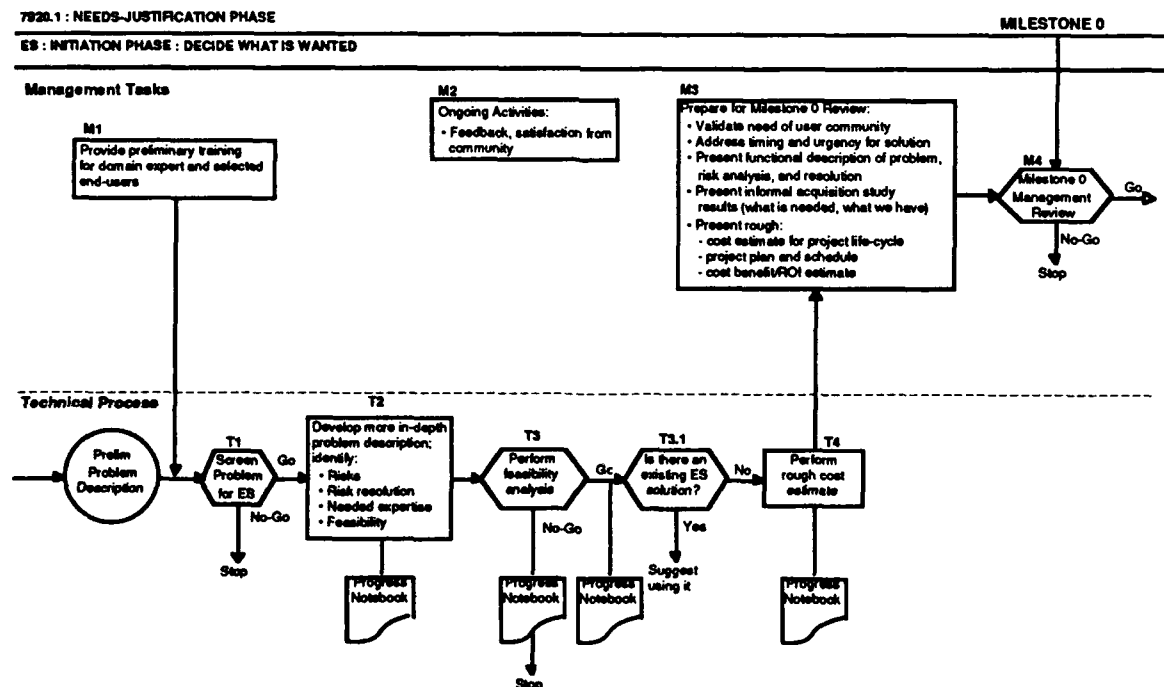 7920.1 : NEEDS-JUSTIFICATION PHASE
MILESTONE 0
ES : INITIATION PHASE : DECIDE WHAT IS WANTED
Management Tasks
M1
Provide preliminary training
for domain expert and selected
end-users
M2
Ongoing Activities:
• Feedback, satisfaction from
community
M3
Prepare for Milestone 0 Review:
• Validate need of user community
• Address timing and urgency for solution
• Present functional description of problem,
risk analysis, and resolution
• Present informal acquisition study
results (what is needed, what we have)
• Present rough:
- cost estimate for project life-cycle
- project plan and schedule
- cost benefit/ROI estimate
M4
Milestone 0
Management
Review
Go
No-Go
Stop
Technical Process
Prelim
Problem
Description
T1
Screen
Problem
for ES
Go
No-Go
Stop
T2
Develop more in-depth
problem description;
identify:
• Risks
• Risk resolution
• Needed expertise
• Feasibility
Progress
Notebook
T3
Perform
feasibility
analysis
Go
No-Go
Progress
Notebook
Stop
Progress
Notebook
T3.1
Is there an
existing ES
solution?
No
Yes
Suggest
using it
T4
Perform
rough cost
estimate
Progress
Notebook